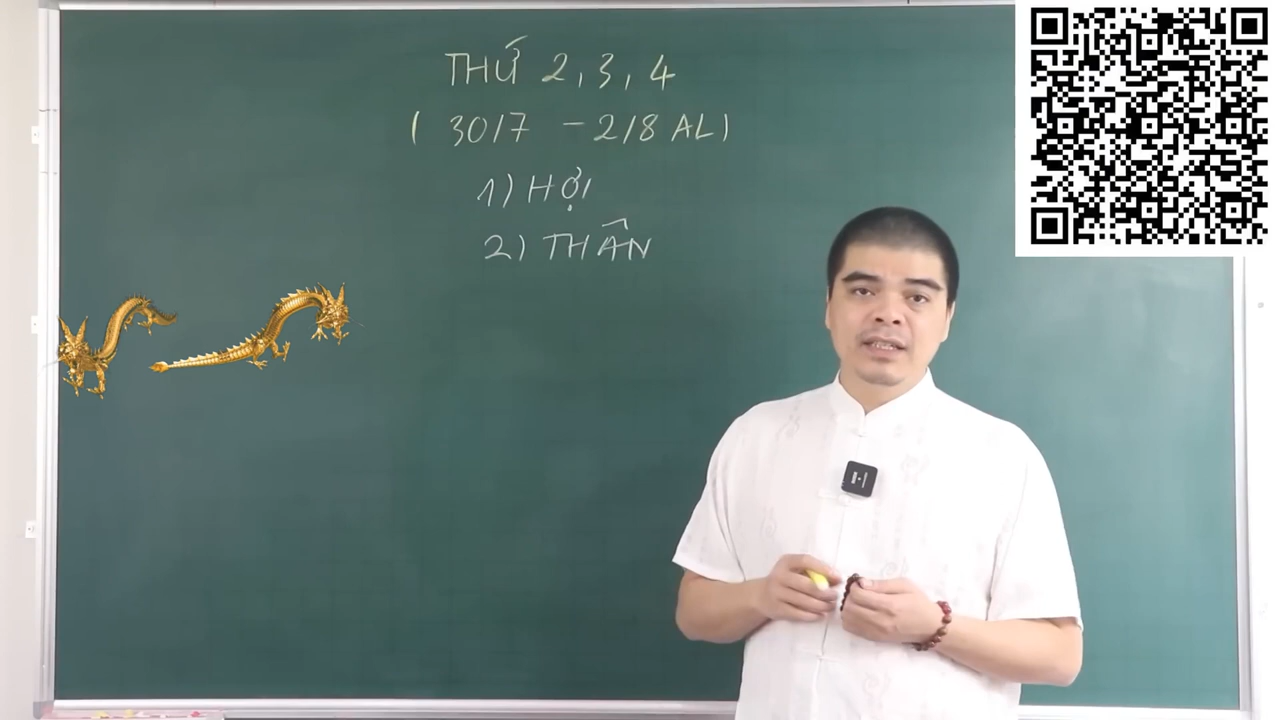 THỨ 2, 3, 4
( 30/7 - 2/8 AL )
1) HỢI
2) THÂN